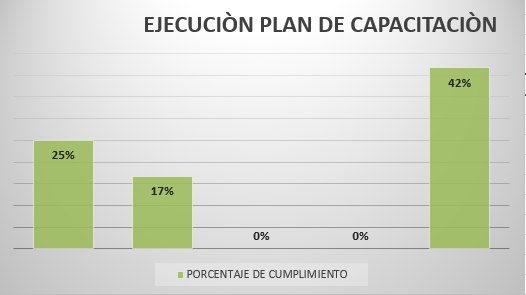 EJECUCIÒN PLAN DE CAPACITACIÒN
42%
25%
17%
0%
0%
PORCENTAJE DE CUMPLIMIENTO